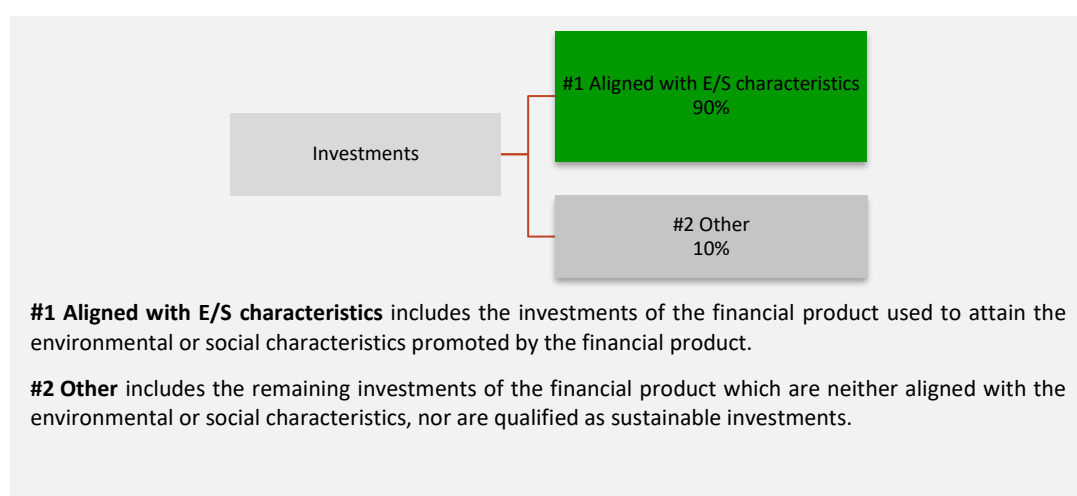 #1 Aligned with E/S characteristics
90%
Investments
#2 Other
10%
#1 Aligned with E/S characteristics includes the investments of the financial product used to attain the
environmental or social characteristics promoted by the financial product.
#2 Other includes the remaining investments of the financial product which are neither aligned with the
environmental or social characteristics, nor are qualified as sustainable investments.